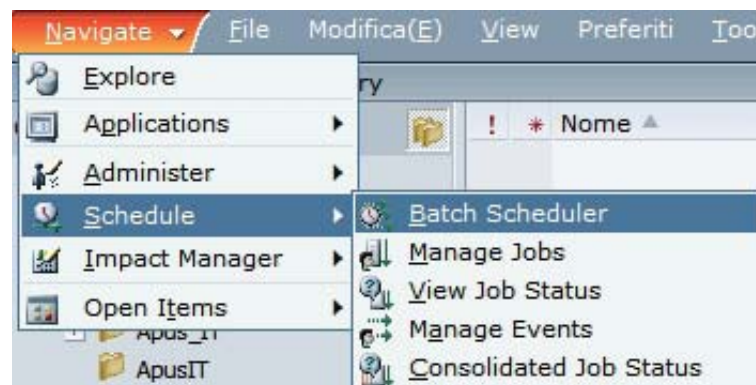 Navigate File Modifica(E) View Preferiti
Explore
Applications
Administer
Schedule
Impact Manager
Open Items
! * Nome
Batch Scheduler
Manage Jobs
View Job Status
Manage Events
Consolidated Job Status
Apus_IT
ApusIT